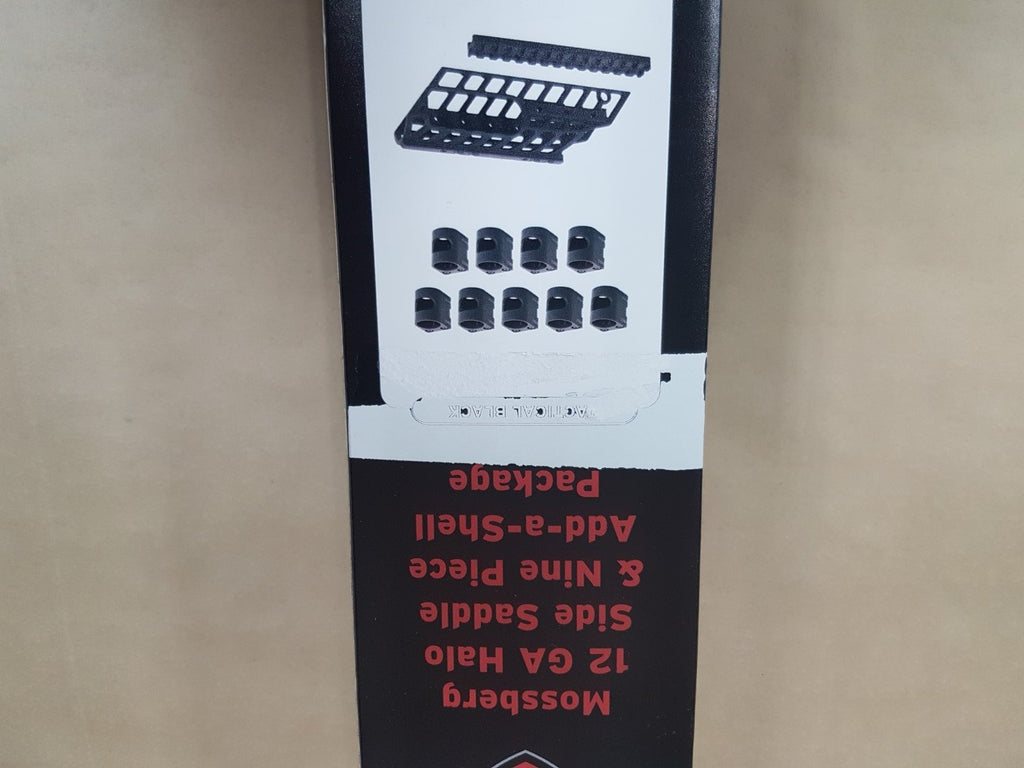 Mossberg
12 GA Halo
Side Saddle
& Nine Piece
Add-a-Shell
Package
TACTICAL BLACK